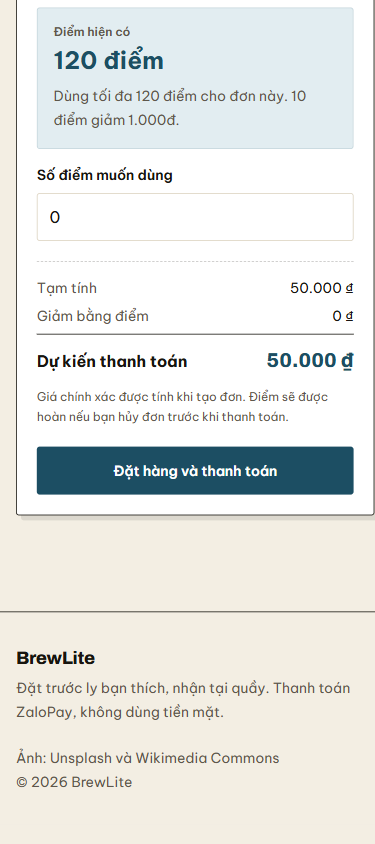 Điểm hiện có
120 điểm
Dùng tối đa 120 điểm cho đơn này. 10
điểm giảm 1.000đ.
Số điểm muốn dùng
0
Tạm tính 50.000 ₫
Giảm bằng điểm 0 ₫
Dự kiến thanh toán 50.000 ₫
Giá chính xác được tính khi tạo đơn. Điểm sẽ được
hoàn nếu bạn hủy đơn trước khi thanh toán.
Đặt hàng và thanh toán
BrewLite
Đặt trước ly bạn thích, nhận tại quầy. Thanh toán
ZaloPay, không dùng tiền mặt.
Ảnh: Unsplash và Wikimedia Commons
© 2026 BrewLite